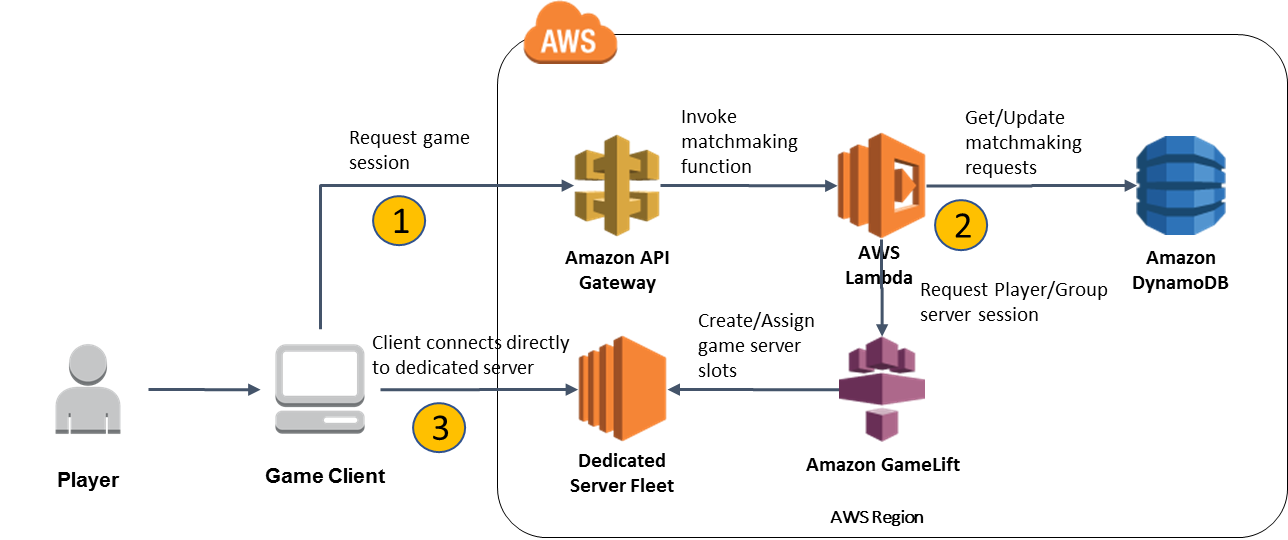 AWS
Request game
session
1
Invoke
matchmaking
function
Get/Update
matchmaking
requests
2
Amazon API
Gateway
AWS
Lambda
Amazon
DynamoDB
Request Player/Group
server session
Client connects directly
to dedicated server
3
Create/Assign
game server
slots
Player
Game Client
Dedicated
Server Fleet
Amazon GameLift
AWS Region